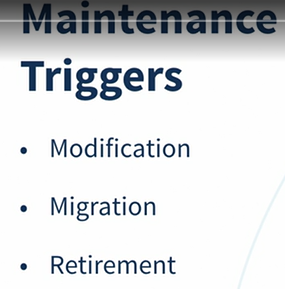 Maintenance
Triggers
• Modification
• Migration
• Retirement